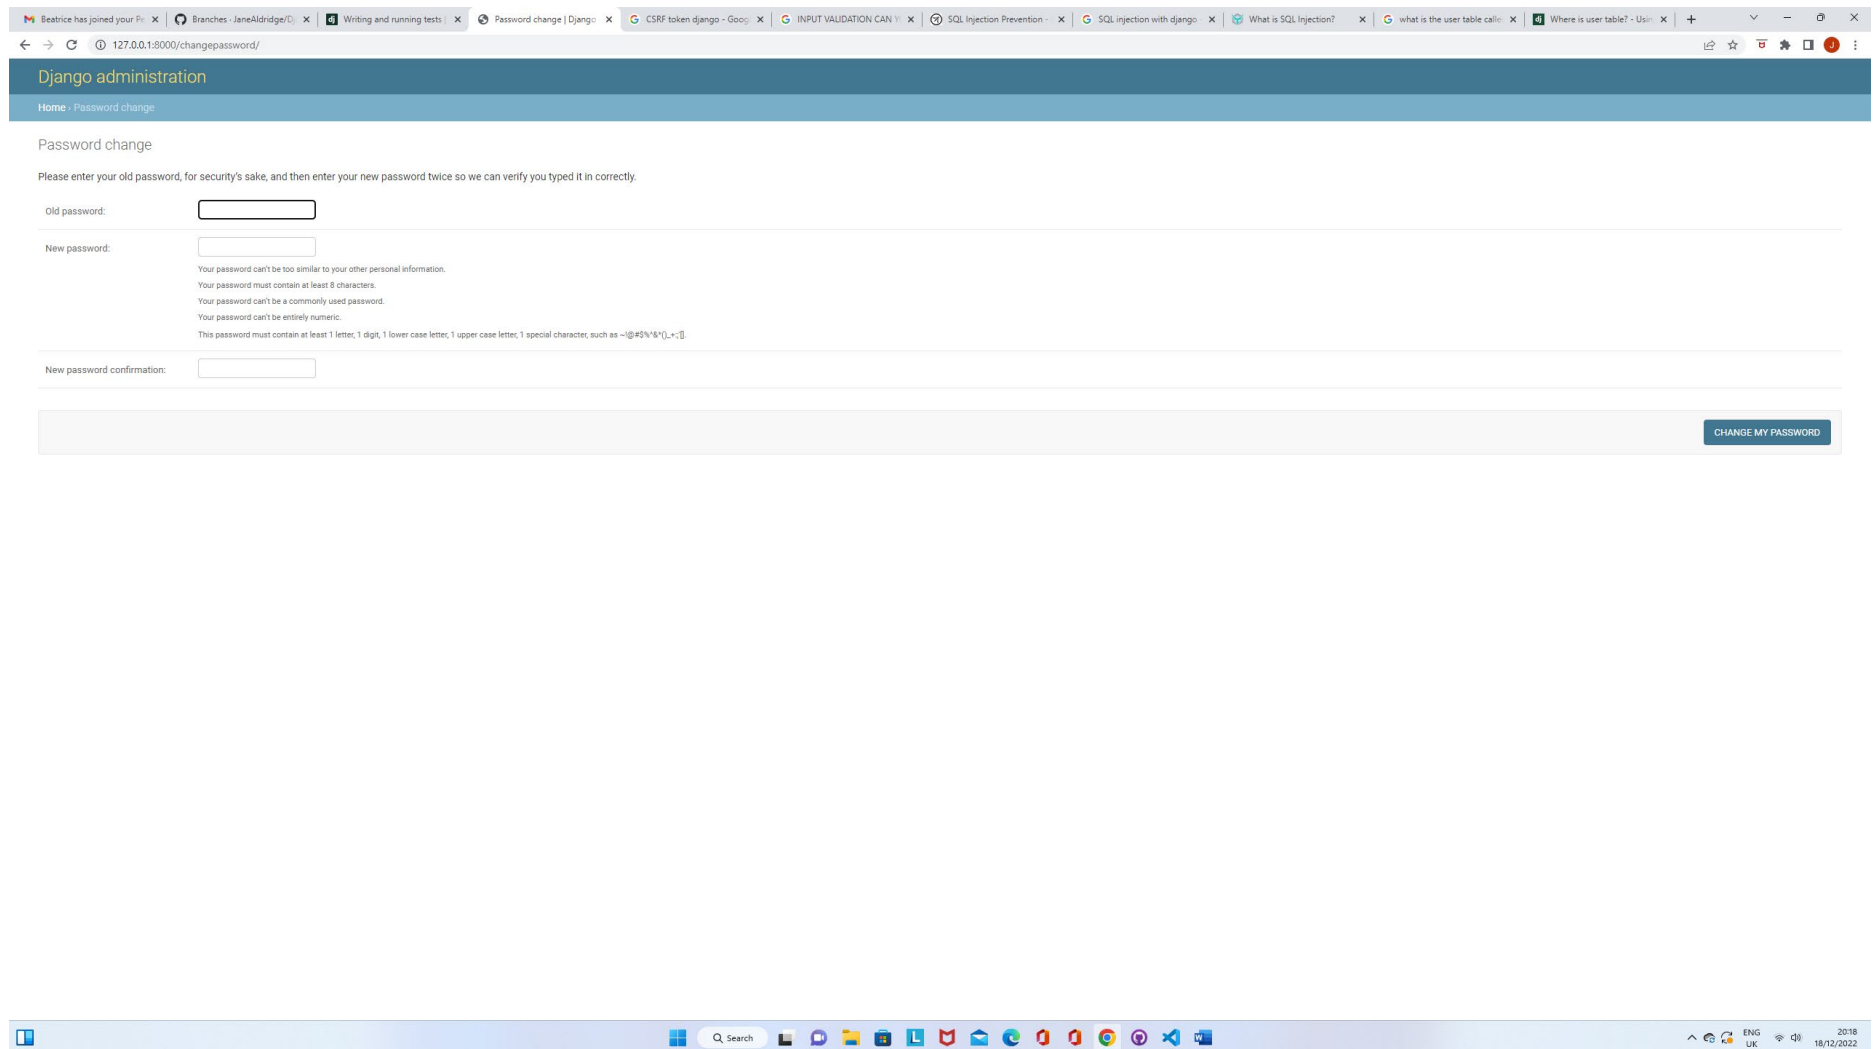 Beatrice has joined your Pe
Branches · JaneAldridge/Dj
Writing and running tests |
Password change | Django
CSRF token django - Goog
INPUT VALIDATION CAN Y
SQL Injection Prevention -
SQL injection with django -
What is SQL Injection?
what is the user table calle
Where is user table? - Usin
127.0.0.1:8000/changepassword/
J
Django administration
Home › Password change
Password change
Please enter your old password, for security's sake, and then enter your new password twice so we can verify you typed it in correctly.
Old password:
New password:
Your password can't be too similar to your other personal information.
Your password must contain at least 8 characters.
Your password can't be a commonly used password.
Your password can't be entirely numeric.
This password must contain at least 1 letter, 1 digit, 1 lower case letter, 1 upper case letter, 1 special character, such as ~!@#$%^&*()_+:;'[].
New password confirmation:
CHANGE MY PASSWORD
Search
ENG
UK
20:18
18/12/2022